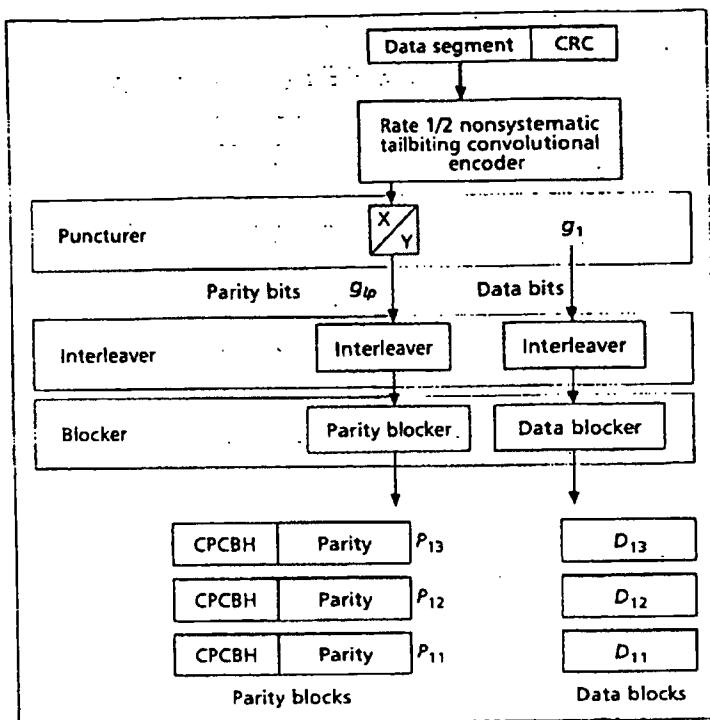 Data segment CRC
Rate 1/2 nonsystematic
tailbiting convolutional
encoder
Puncturer X/Y g₁
Parity bits g_lp Data bits
Interleaver Interleaver Interleaver
Blocker Parity blocker Data blocker
CPCBH Parity P₁₃ D₁₃
CPCBH Parity P₁₂ D₁₂
CPCBH Parity P₁₁ D₁₁
Parity blocks Data blocks